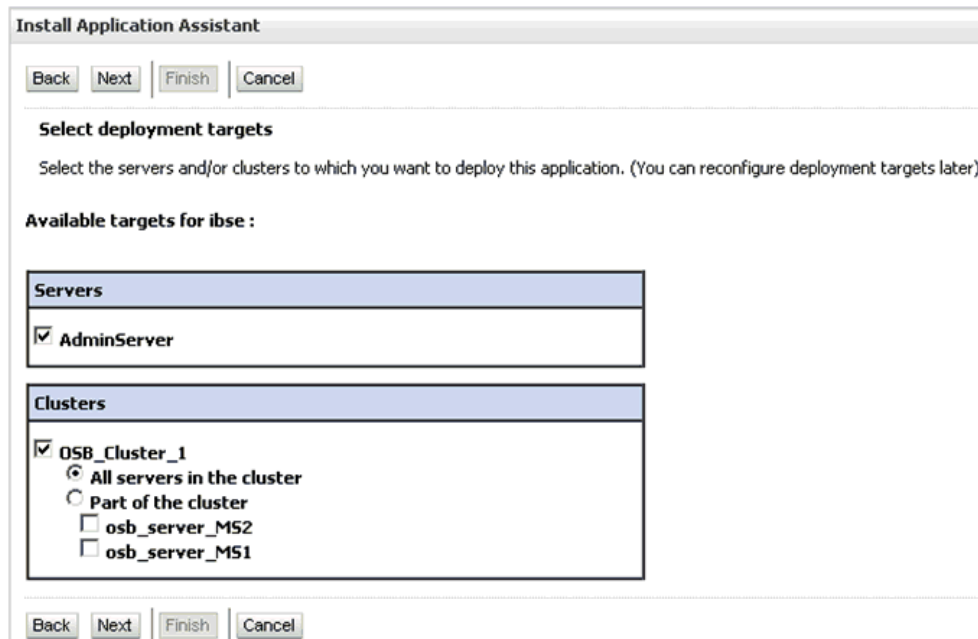 Install Application Assistant
Back Next Finish Cancel
Select deployment targets
Select the servers and/or clusters to which you want to deploy this application. (You can reconfigure deployment targets later)
Available targets for ibse :
Servers
AdminServer
Clusters
OSB_Cluster_1
All servers in the cluster
Part of the cluster
osb_server_MS2
osb_server_MS1
Back Next Finish Cancel